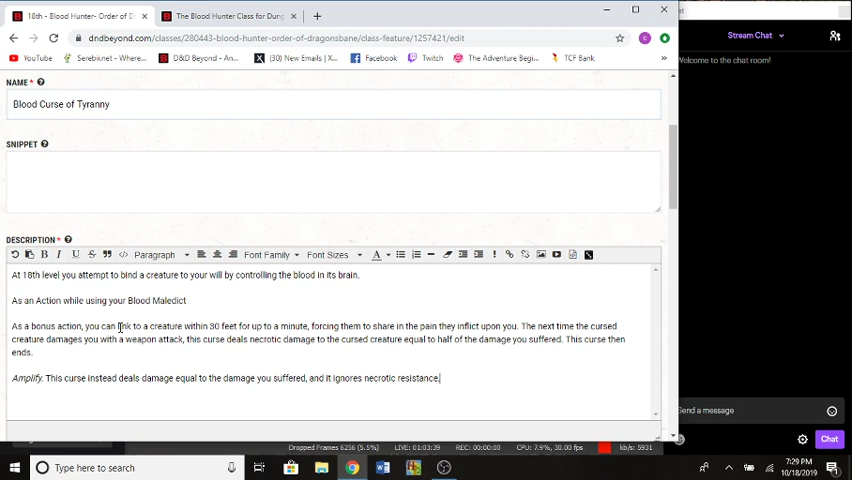 18th - Blood Hunter- Order of D
The Blood Hunter Class for Dung
dndbeyond.com/classes/280443-blood-hunter-order-of-dragonsbane/class-feature/1257421/edit
YouTube
Serebii.net - Where...
D&D Beyond - An...
(30) New Emails | X...
Facebook
Twitch
The Adventure Begi...
TCF Bank
»
NAME *
Blood Curse of Tyranny
SNIPPET
DESCRIPTION *
Paragraph
Font Family
Font Sizes
At 18th level you attempt to bind a creature to your will by controlling the blood in its brain.
As an Action while using your Blood Maledict
As a bonus action, you can link to a creature within 30 feet for up to a minute, forcing them to share in the pain they inflict upon you. The next time the cursed
creature damages you with a weapon attack, this curse deals necrotic damage to the cursed creature equal to half of the damage you suffered. This curse then
ends.
Amplify. This curse instead deals damage equal to the damage you suffered, and it ignores necrotic resistance.
Stream Chat
Welcome to the chat room!
Send a message
Chat
Dropped Frames 6256 (5.5%)
LIVE: 01:03:39
REC: 00:00:00
CPU: 7.9%, 30.00 fps
kb/s: 5931
Type here to search
7:29 PM
10/18/2019